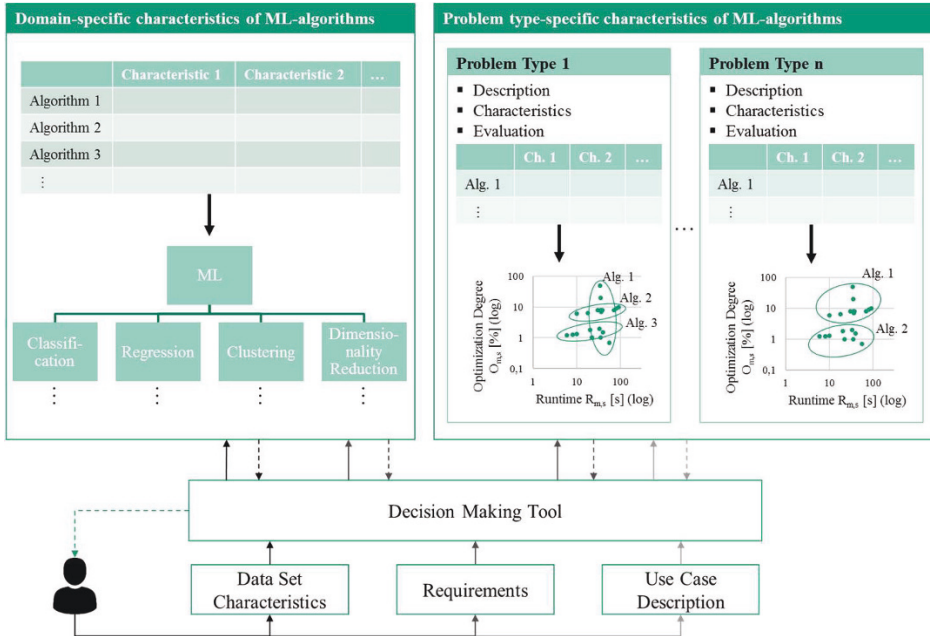 Domain-specific characteristics of ML-algorithms
Characteristic 1 Characteristic 2 …
Algorithm 1
Algorithm 2
Algorithm 3
⋮
ML
Classifi-
cation
Regression
Clustering
Dimensio-
nality
Reduction
⋮ ⋮ ⋮ ⋮
Problem type-specific characteristics of ML-algorithms
Problem Type 1
▪ Description
▪ Characteristics
▪ Evaluation
Ch. 1 Ch. 2 …
Alg. 1
⋮
Optimization Degree
O_{m,s} [%] (log)
100
10
1
0,1
1 10 100
Runtime R_{m,s} [s] (log)
Alg. 1
Alg. 2
Alg. 3
…
Problem Type n
▪ Description
▪ Characteristics
▪ Evaluation
Ch. 1 Ch. 2 …
Alg. 1
⋮
Optimization Degree
O_{m,s} [%] (log)
100
10
1
0,1
1 10 100
Runtime R_{m,s} [s] (log)
Alg. 1
Alg. 2
Decision Making Tool
Data Set
Characteristics
Requirements
Use Case
Description